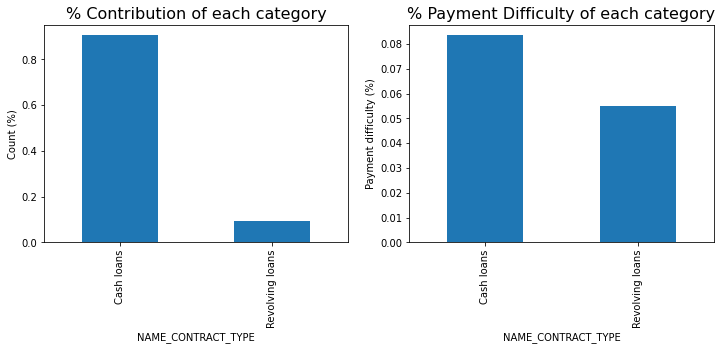 % Contribution of each category
Count (%)
0.8
0.6
0.4
0.2
0.0
Cash loans
Revolving loans
NAME_CONTRACT_TYPE
% Payment Difficulty of each category
Payment difficulty (%)
0.08
0.07
0.06
0.05
0.04
0.03
0.02
0.01
0.00
Cash loans
Revolving loans
NAME_CONTRACT_TYPE